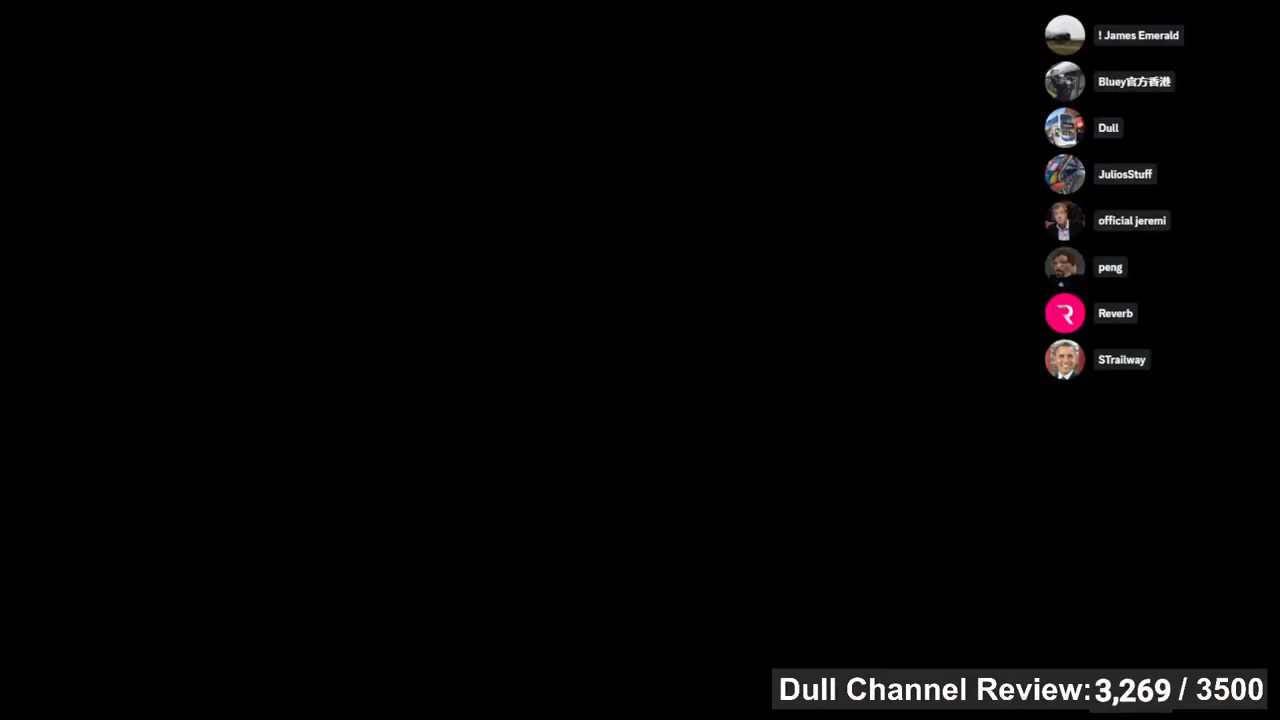 ! James Emerald
Bluey官方香港
Dull
JuliosStuff
official jeremi
peng
Reverb
STrailway
Dull Channel Review:3,269 / 3500